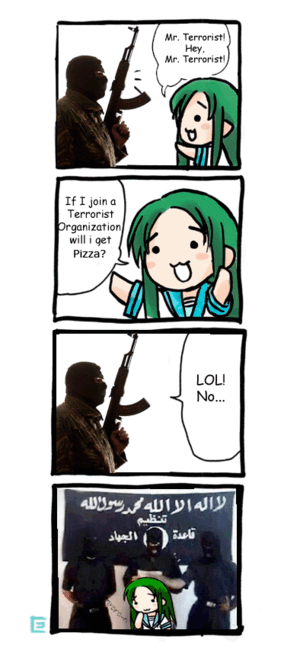 Mr. Terrorist!
Hey,
Mr. Terrorist!
If I join a
Terrorist
Organization
will i get
Pizza?
LOL!
No...
لا اله الا الله محمد رسول الله
تنظيم
قاعدة الجهاد